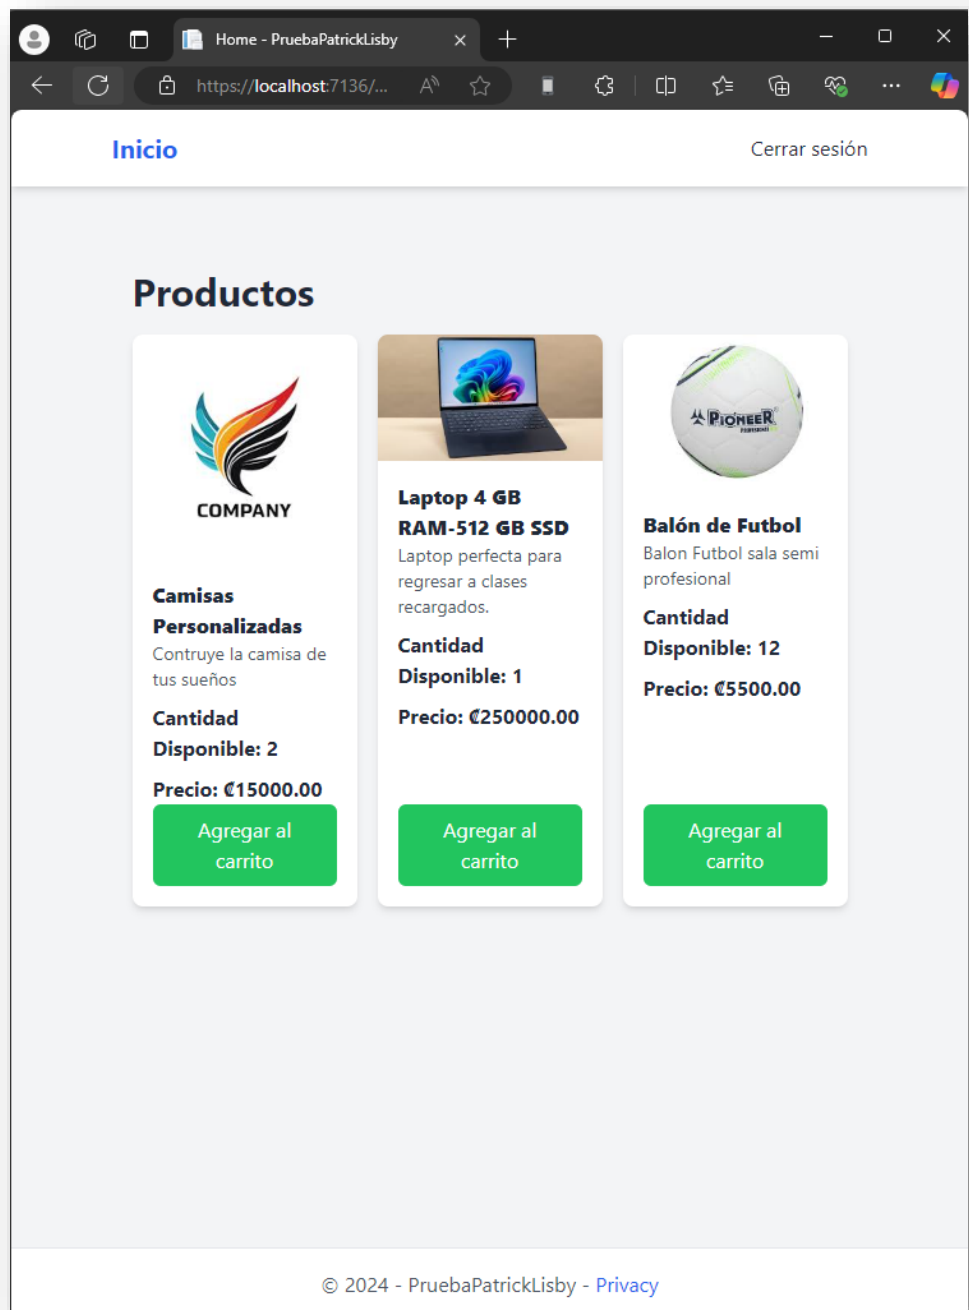 Home - PruebaPatrickLisby
https://localhost:7136/...
Inicio
Cerrar sesión
Productos
COMPANY
Camisas
Personalizadas
Contruye la camisa de
tus sueños
Cantidad
Disponible: 2
Precio: ₡15000.00
Agregar al
carrito
Laptop 4 GB
RAM-512 GB SSD
Laptop perfecta para
regresar a clases
recargados.
Cantidad
Disponible: 1
Precio: ₡250000.00
Agregar al
carrito
PIONEER
Balón de Futbol
Balon Futbol sala semi
profesional
Cantidad
Disponible: 12
Precio: ₡5500.00
Agregar al
carrito
© 2024 - PruebaPatrickLisby - Privacy